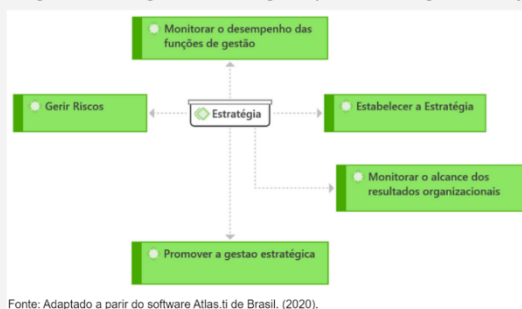 Monitorar o desempenho das
funções de gestão
Gerir Riscos
Estratégia
Estabelecer a Estratégia
Monitorar o alcance dos
resultados organizacionais
Promover a gestao estratégica
Fonte: Adaptado a parir do software Atlas.ti de Brasil. (2020).